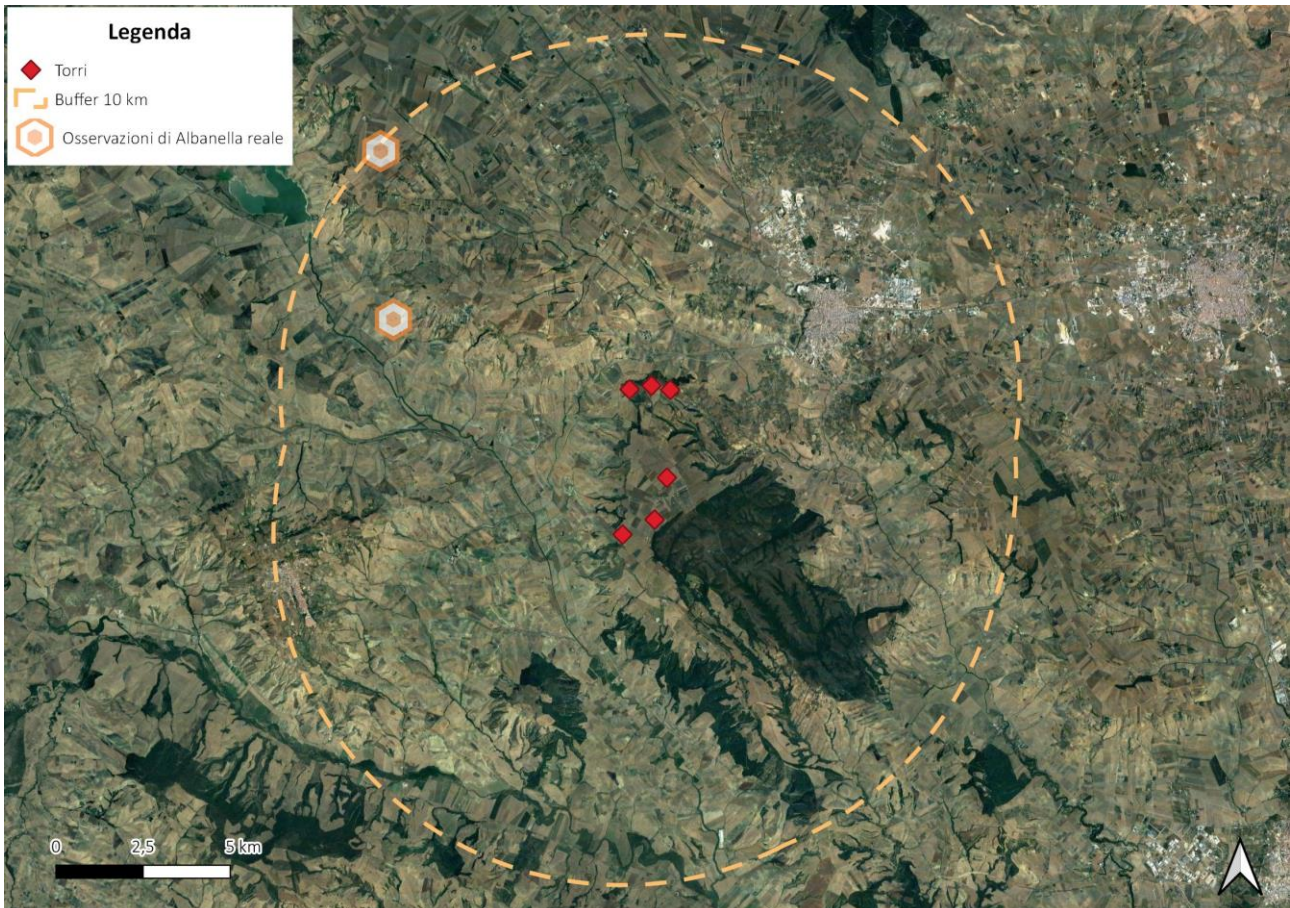 Legenda
Torri
Buffer 10 km
Osservazioni di Albanella reale
0 2,5 5 km